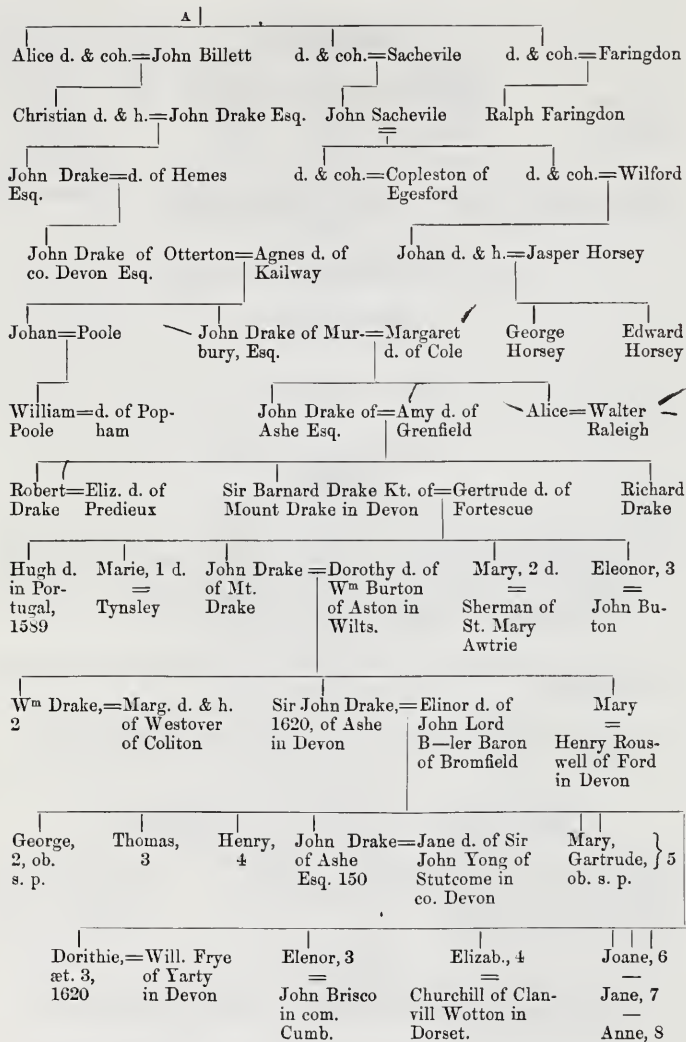 A
Alice d. & coh.=John Billett d. & coh.=Sachevile d. & coh.=Faringdon
Christian d. & h.=John Drake Esq. John Sachevile Ralph Faringdon
=
John Drake=d. of Hemes d. & coh.=Copleston of d. & coh.=Wilford
Esq. Egesford
John Drake of Otterton=Agnes d. of Johan d. & h.=Jasper Horsey
co. Devon Esq. Kailway
Johan=Poole John Drake of Mur-=Margaret George Edward
bury, Esq. d. of Cole Horsey Horsey
William=d. of Pop- John Drake of=Amy d. of Alice=Walter
Poole ham Ashe Esq. Grenfield Raleigh
Robert=Eliz. d. of Sir Barnard Drake Kt. of=Gertrude d. of Richard
Drake Predieux Mount Drake in Devon Fortescue Drake
Hugh d. Marie, 1 d. John Drake=Dorothy d. of Mary, 2 d. Eleonor, 3
in Por- = of Mt. Wm Burton = =
tugal, Tynsley Drake of Aston in Sherman of John Bu-
1589 Wilts. St. Mary ton
Awtrie
Wm Drake,=Marg. d. & h. Sir John Drake,=Elinor d. of Mary
2 of Westover 1620, of Ashe John Lord =
of Coliton in Devon B—ler Baron Henry Rous-
of Bromfield well of Ford
in Devon
George, Thomas, Henry, John Drake=Jane d. of Sir Mary,
2, ob. 3 4 of Ashe John Yong of Gartrude, } 5
s. p. Esq. 150 Stutcome in ob. s. p.
co. Devon
Dorithie,=Will. Frye Elenor, 3 Elizab., 4 Joane, 6
æt. 3, of Yarty = = —
1620 in Devon John Brisco Churchill of Clan- Jane, 7
in com. vill Wotton in —
Cumb. Dorset. Anne, 8